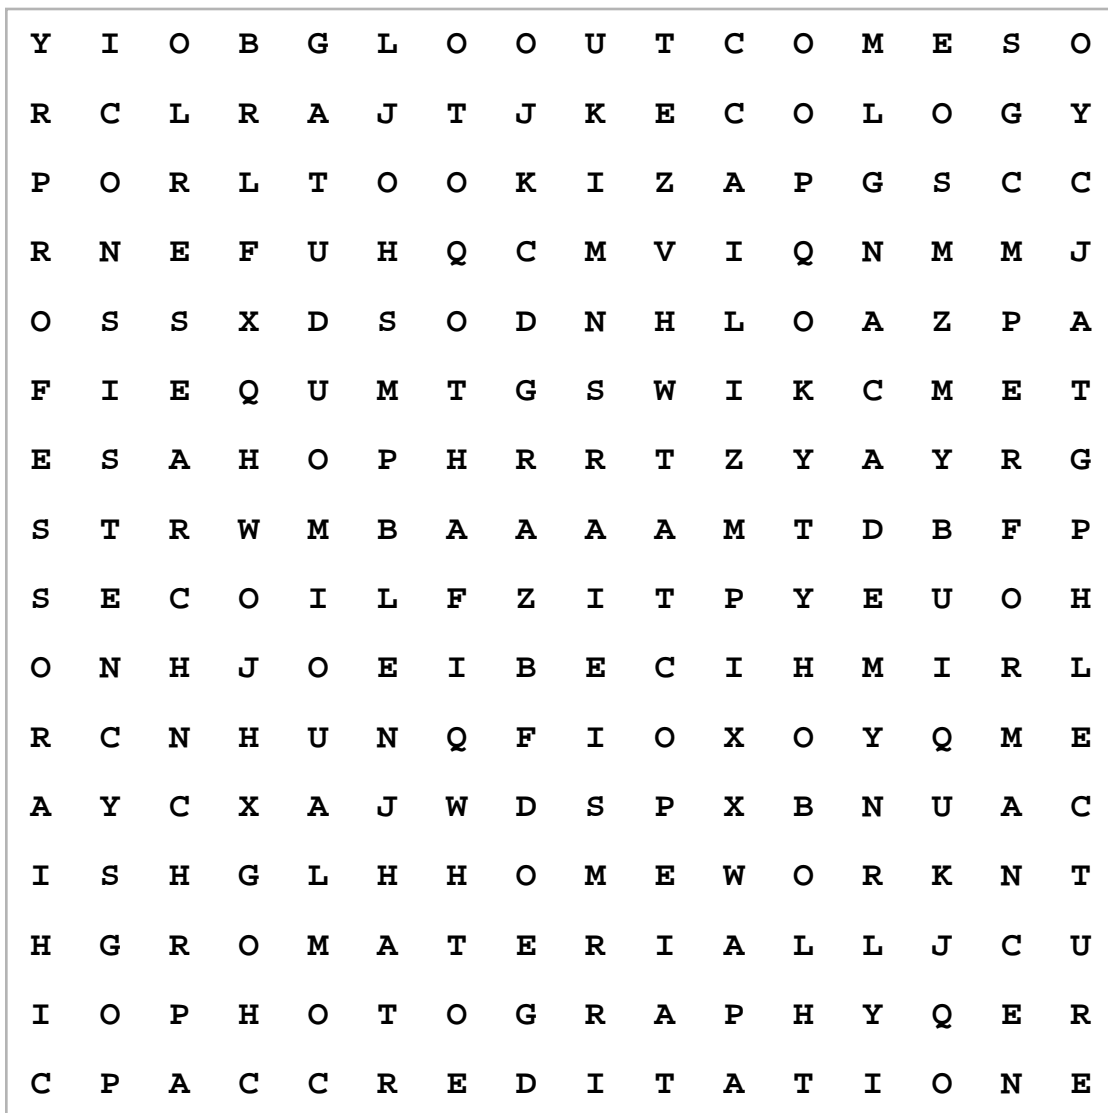 Y I O B G L O O U T C O M E S O
R C L R A J T J K E C O L O G Y
P O R L T O O K I Z A P G S C C
R N E F U H Q C M V I Q N M M J
O S S X D S O D N H L O A Z P A
F I E Q U M T G S W I K C M E T
E S A H O P H R R T Z Y A Y R G
S T R W M B A A A A M T D B F P
S E C O I L F Z I T P Y E U O H
O N H J O E I B E C I H M I R L
R C N H U N Q F I O X O Y Q M E
A Y C X A J W D S P X B N U A C
I S H G L H H O M E W O R K N T
H G R O M A T E R I A L L J C U
I O P H O T O G R A P H Y Q E R
C P A C C R E D I T A T I O N E